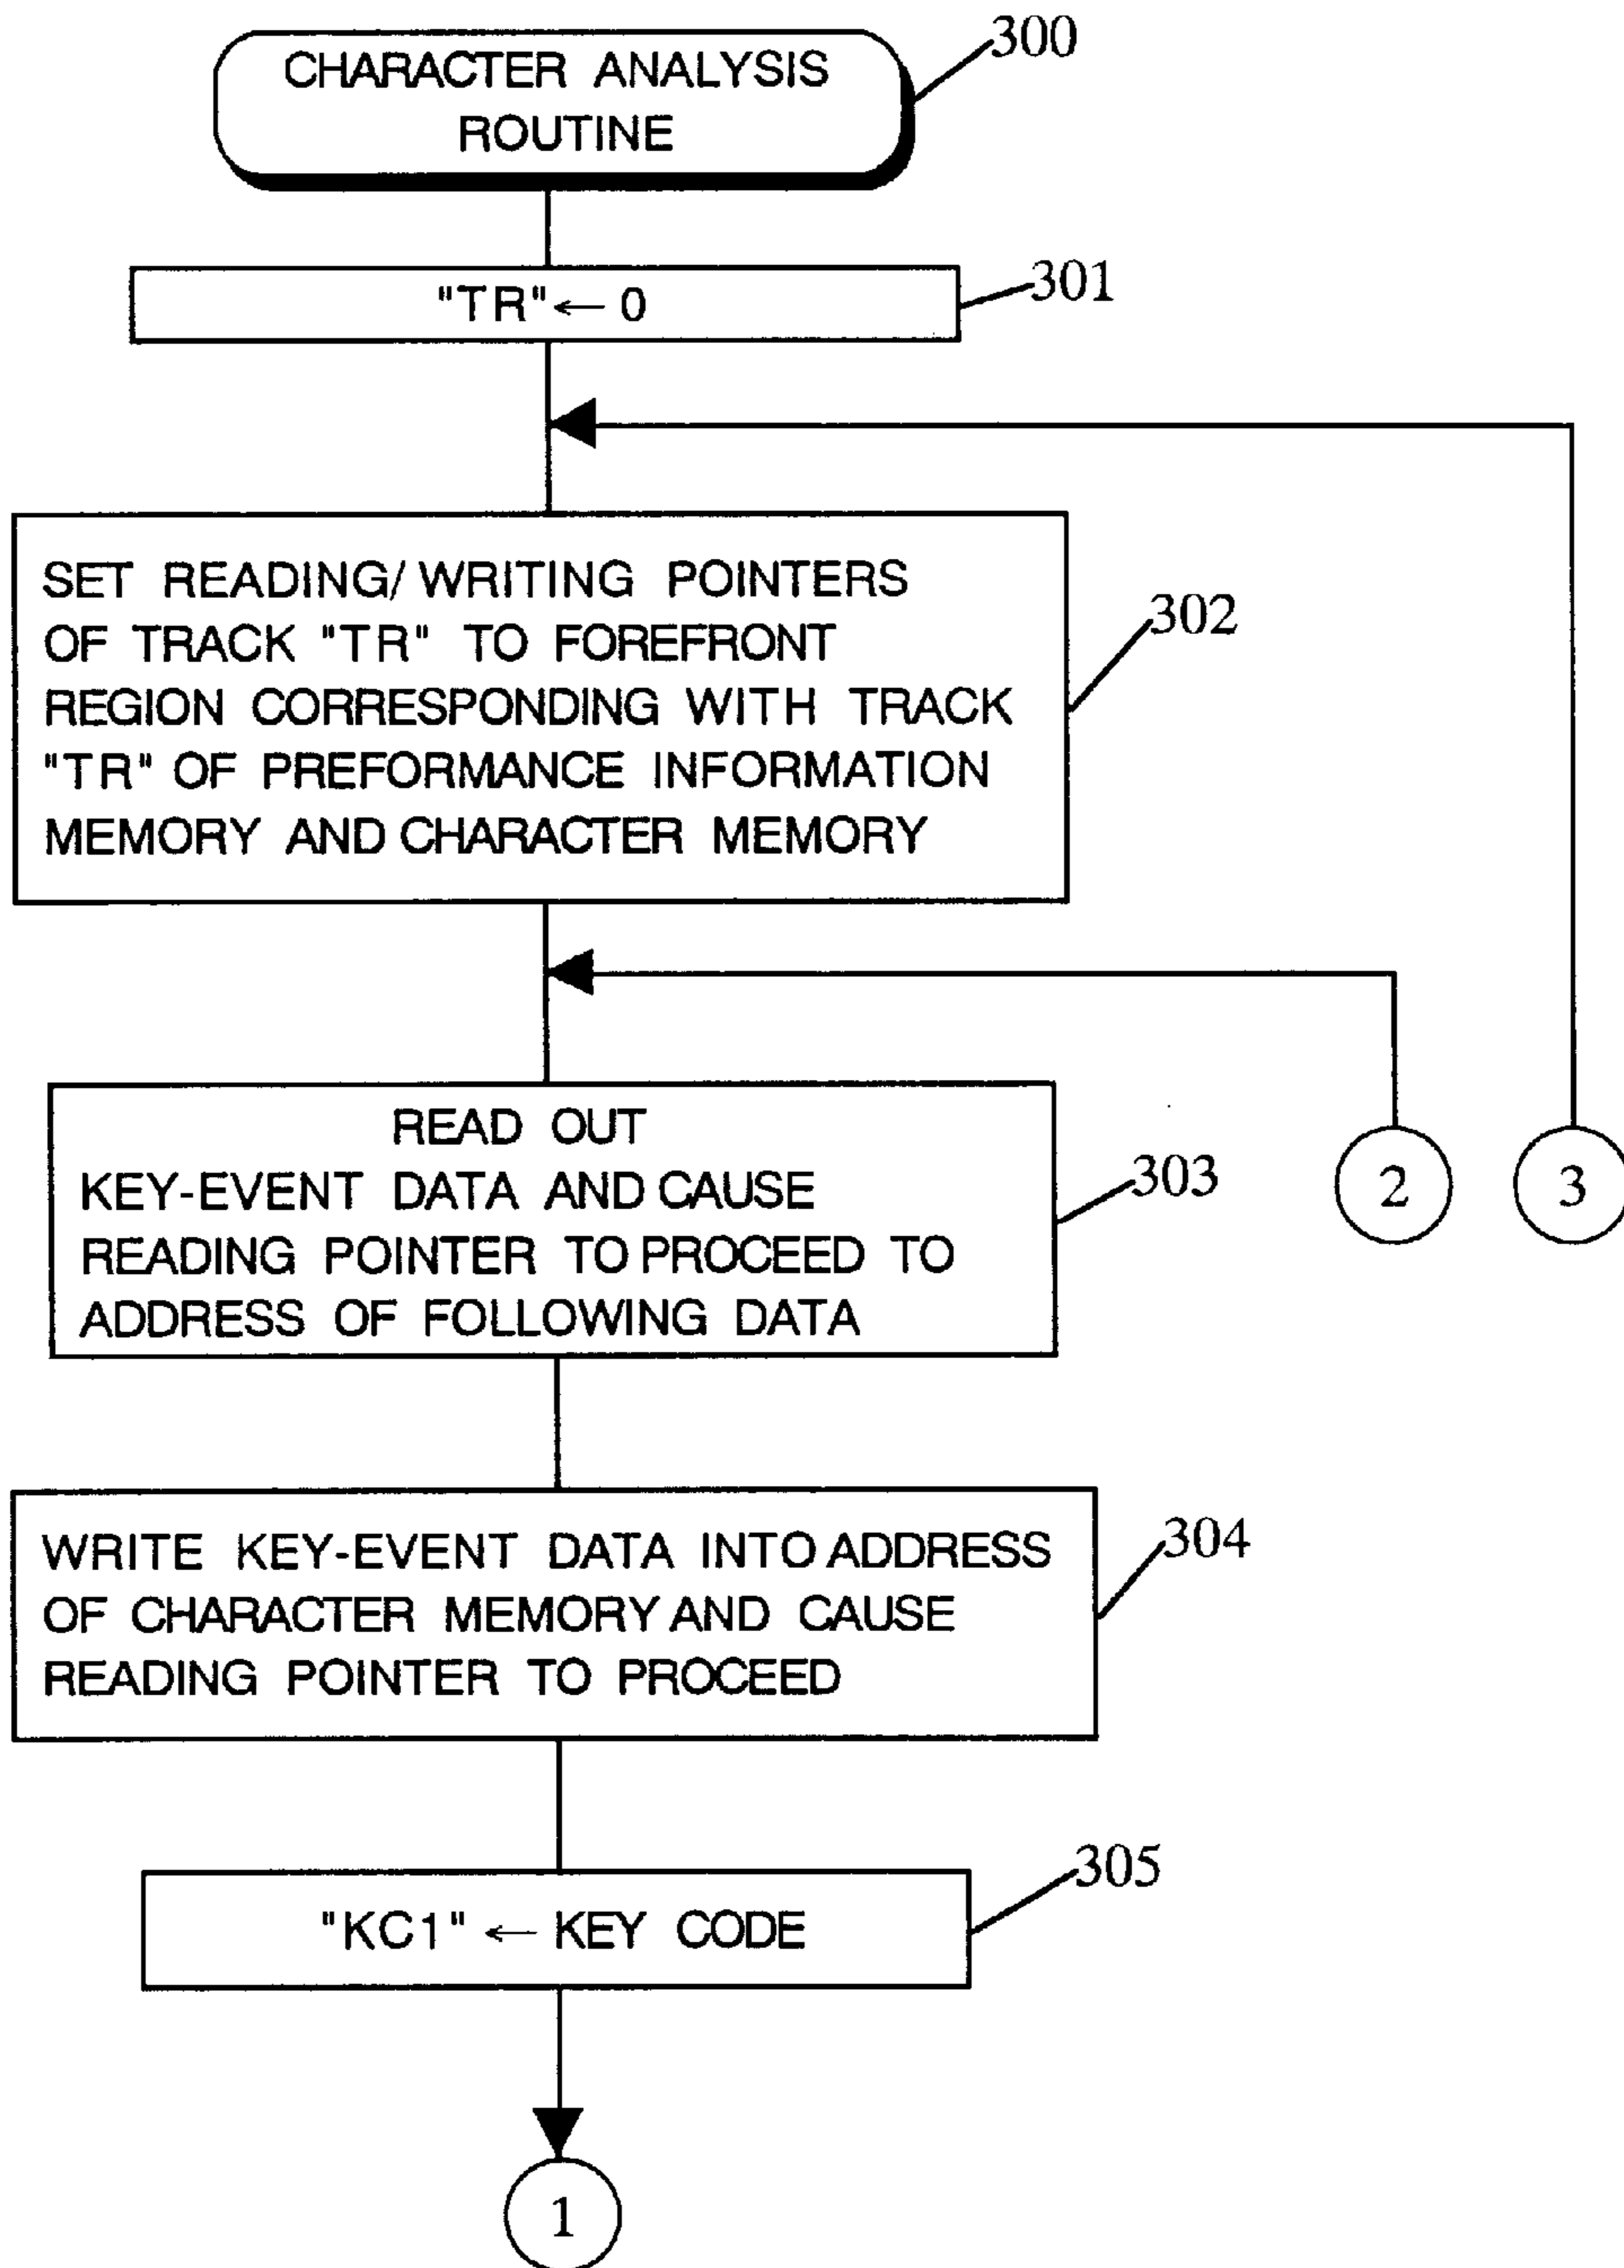 CHARACTER ANALYSIS
ROUTINE
300
"TR" ← 0
301
SET READING/ WRITING POINTERS
OF TRACK "TR" TO FOREFRONT
REGION CORRESPONDING WITH TRACK
"TR" OF PREFORMANCE INFORMATION
MEMORY AND CHARACTER MEMORY
302
READ OUT
KEY-EVENT DATA AND CAUSE
READING POINTER TO PROCEED TO
ADDRESS OF FOLLOWING DATA
303
2
3
WRITE KEY-EVENT DATA INTO ADDRESS
OF CHARACTER MEMORY AND CAUSE
READING POINTER TO PROCEED
304
"KC1" ← KEY CODE
305
1